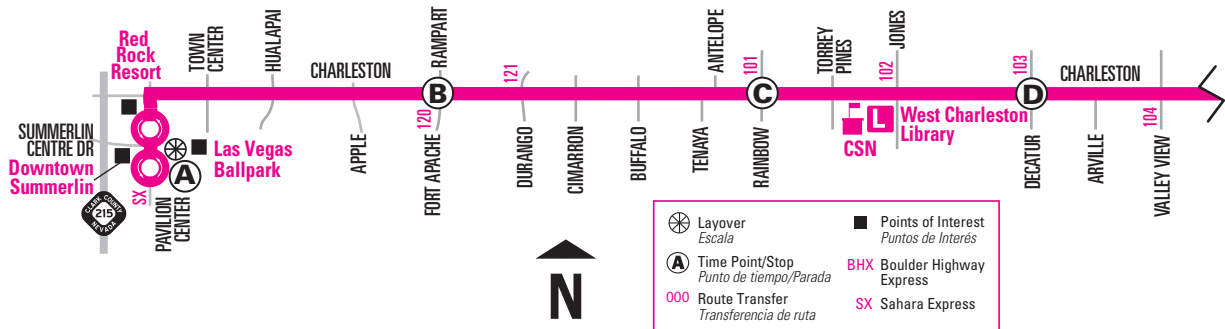 Red
Rock
Resort
TOWN
CENTER
HUALAPAI
CHARLESTON
RAMPART
121
ANTELOPE
101
TORREY
PINES
102
JONES
103
CHARLESTON
B
C
D
120
104
SUMMERLIN
CENTRE DR
Downtown
Summerlin
A
Las Vegas
Ballpark
SX
PAVILION
CENTER
CLARK COUNTY
215
NEVADA
APPLE
FORT APACHE
DURANGO
CIMARRON
BUFFALO
TENAYA
RAINBOW
CSN
L
West Charleston
Library
DECATUR
ARVILLE
VALLEY VIEW
N
Layover
Escala
A Time Point/Stop
Punto de tiempo/Parada
000 Route Transfer
Transferencia de ruta
Points of Interest
Puntos de Interés
BHX Boulder Highway
Express
SX Sahara Express